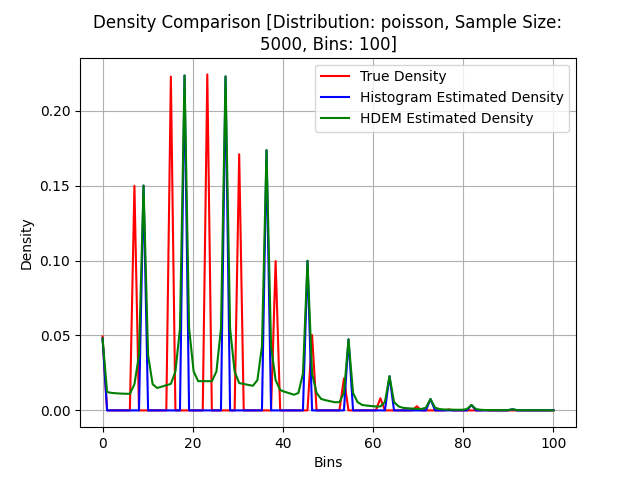 Density Comparison [Distribution: poisson, Sample Size:
5000, Bins: 100]
True Density
Histogram Estimated Density
HDEM Estimated Density
Density
0.20
0.15
0.10
0.05
0.00
0 20 40 60 80 100
Bins